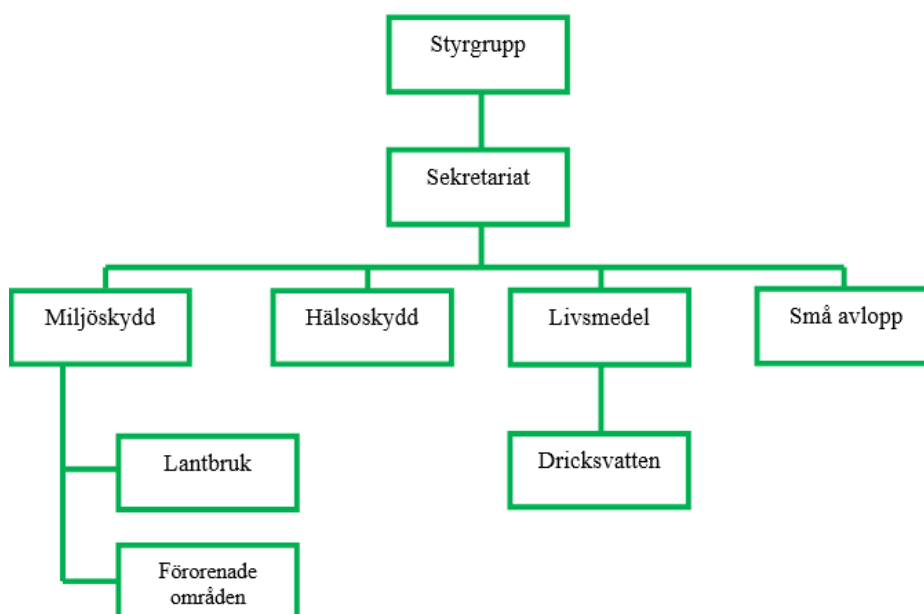 Styrgrupp
Sekretariat
Miljöskydd
Hälsoskydd
Livsmedel
Små avlopp
Lantbruk
Dricksvatten
Förorenade
områden